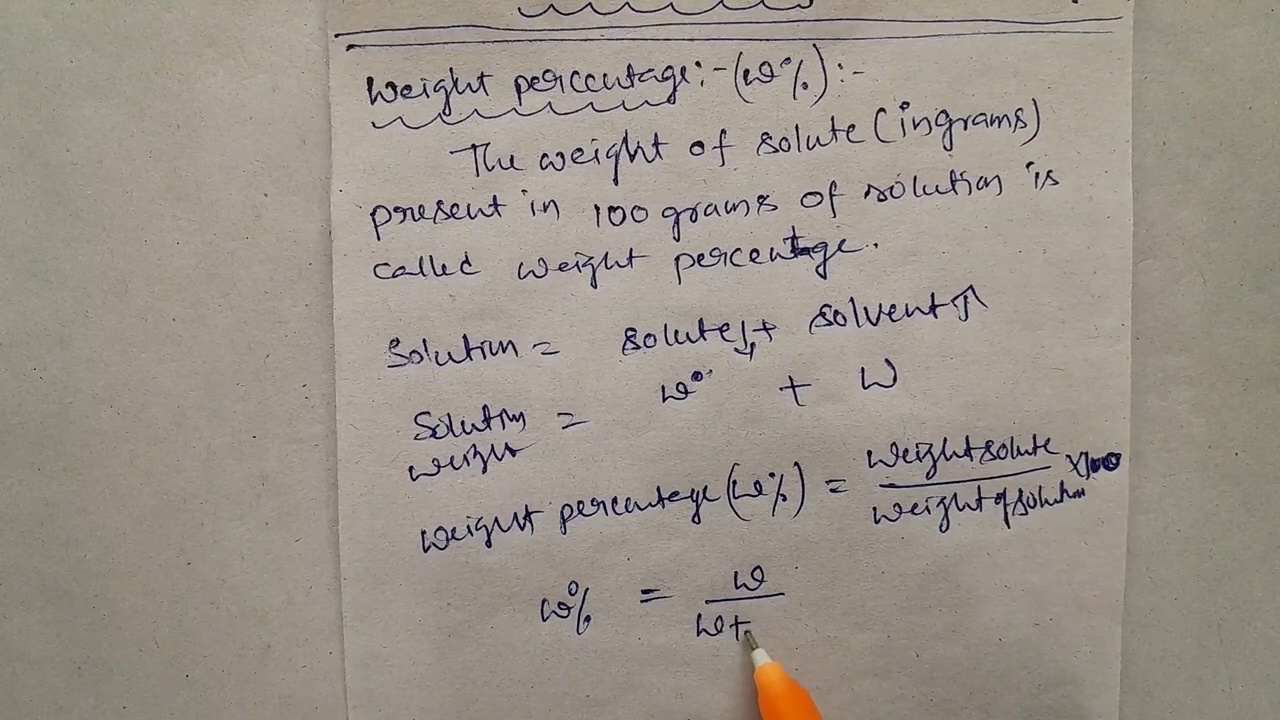 Weight percentage:-(w%):-
The weight of solute (in grams)
present in 100 grams of solution is
called weight percentage.
Solution = solute + solvent
Solution weight = w + W
Weight percentage (w%) = weight solute / weight of solution x100
w% = w / w+